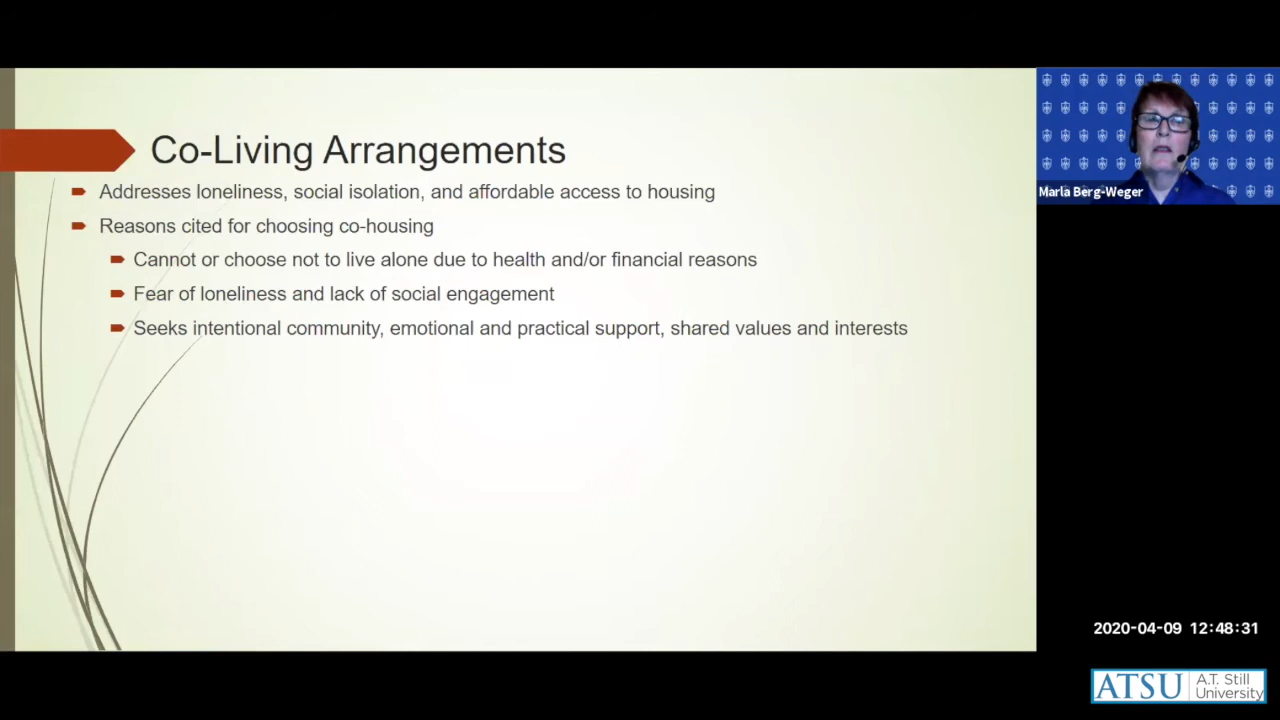 Co-Living Arrangements
Addresses loneliness, social isolation, and affordable access to housing
Reasons cited for choosing co-housing
Cannot or choose not to live alone due to health and/or financial reasons
Fear of loneliness and lack of social engagement
Seeks intentional community, emotional and practical support, shared values and interests
Marla Berg-Weger
2020-04-09 12:48:31
ATSU
A.T. Still
University